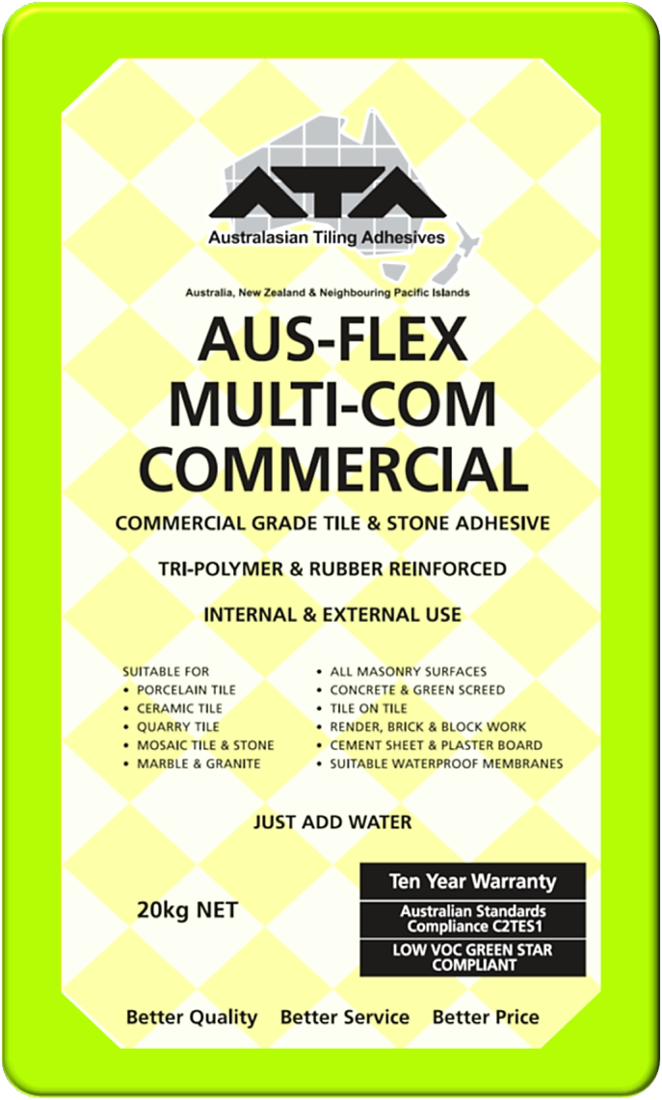 ATA
Australasian Tiling Adhesives
Australia, New Zealand & Neighbouring Pacific Islands
AUS-FLEX
MULTI-COM
COMMERCIAL
COMMERCIAL GRADE TILE & STONE ADHESIVE
TRI-POLYMER & RUBBER REINFORCED
INTERNAL & EXTERNAL USE
SUITABLE FOR
• PORCELAIN TILE
• CERAMIC TILE
• QUARRY TILE
• MOSAIC TILE & STONE
• MARBLE & GRANITE
• ALL MASONRY SURFACES
• CONCRETE & GREEN SCREED
• TILE ON TILE
• RENDER, BRICK & BLOCK WORK
• CEMENT SHEET & PLASTER BOARD
• SUITABLE WATERPROOF MEMBRANES
JUST ADD WATER
20kg NET
Ten Year Warranty
Australian Standards
Compliance C2TES1
LOW VOC GREEN STAR
COMPLIANT
Better Quality Better Service Better Price